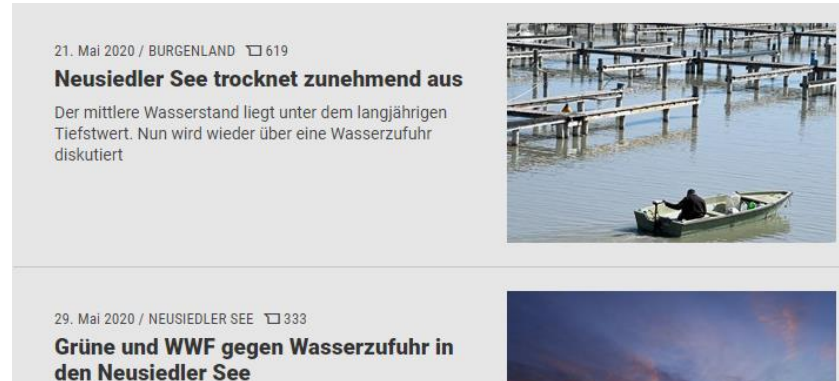 21. Mai 2020 / BURGENLAND 619
Neusiedler See trocknet zunehmend aus
Der mittlere Wasserstand liegt unter dem langjährigen
Tiefstwert. Nun wird wieder über eine Wasserzufuhr
diskutiert
29. Mai 2020 / NEUSIEDLER SEE 333
Grüne und WWF gegen Wasserzufuhr in
den Neusiedler See